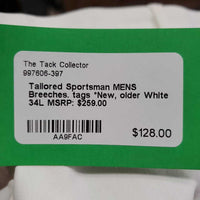 The Tack Collector
997606-397
Tailored Sportsman MENS
Breeches. tags *New, older White
34L MSRP: $259.00
AA9FAC
$128.00